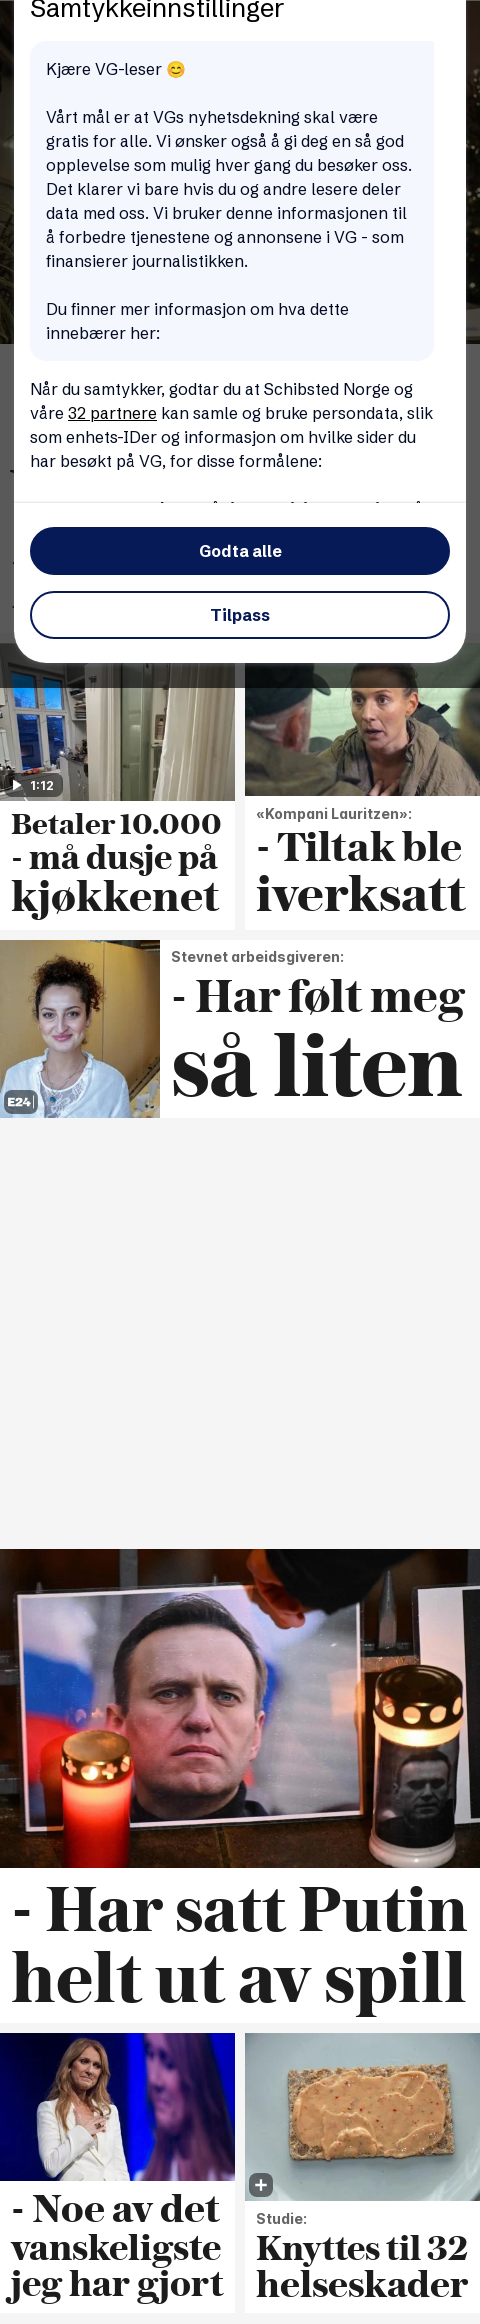 Samtykkeinnstillinger
Kjære VG-leser 😊
Vårt mål er at VGs nyhetsdekning skal være
gratis for alle. Vi ønsker også å gi deg en så god
opplevelse som mulig hver gang du besøker oss.
Det klarer vi bare hvis du og andre lesere deler
data med oss. Vi bruker denne informasjonen til
å forbedre tjenestene og annonsene i VG - som
finansierer journalistikken.
Du finner mer informasjon om hva dette
innebærer her:
Når du samtykker, godtar du at Schibsted Norge og
våre 32 partnere kan samle og bruke persondata, slik
som enhets-IDer og informasjon om hvilke sider du
har besøkt på VG, for disse formålene:
Godta alle
Tilpass
1:12
Betaler 10.000
- må dusje på
kjøkkenet
«Kompani Lauritzen»:
- Tiltak ble
iverksatt
E24
Stevnet arbeidsgiveren:
- Har følt meg
så liten
- Har satt Putin
helt ut av spill
- Noe av det
vanskeligste
jeg har gjort
Studie:
Knyttes til 32
helseskader